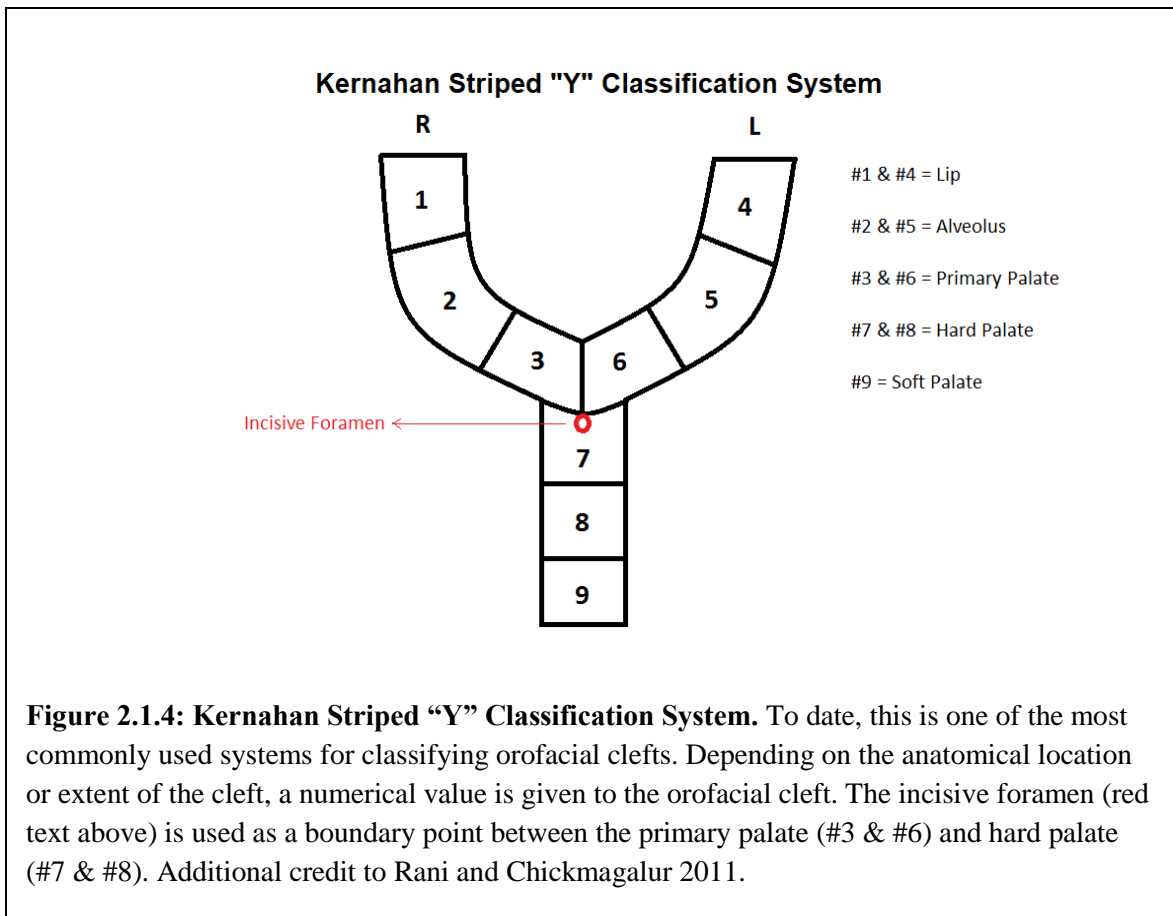 Kernahan Striped "Y" Classification System
R
L
1
4
#1 & #4 = Lip
2
5
#2 & #5 = Alveolus
3
6
#3 & #6 = Primary Palate
#7 & #8 = Hard Palate
#9 = Soft Palate
Incisive Foramen
7
8
9
Figure 2.1.4: Kernahan Striped “Y” Classification System. To date, this is one of the most
commonly used systems for classifying orofacial clefts. Depending on the anatomical location
or extent of the cleft, a numerical value is given to the orofacial cleft. The incisive foramen (red
text above) is used as a boundary point between the primary palate (#3 & #6) and hard palate
(#7 & #8). Additional credit to Rani and Chickmagalur 2011.